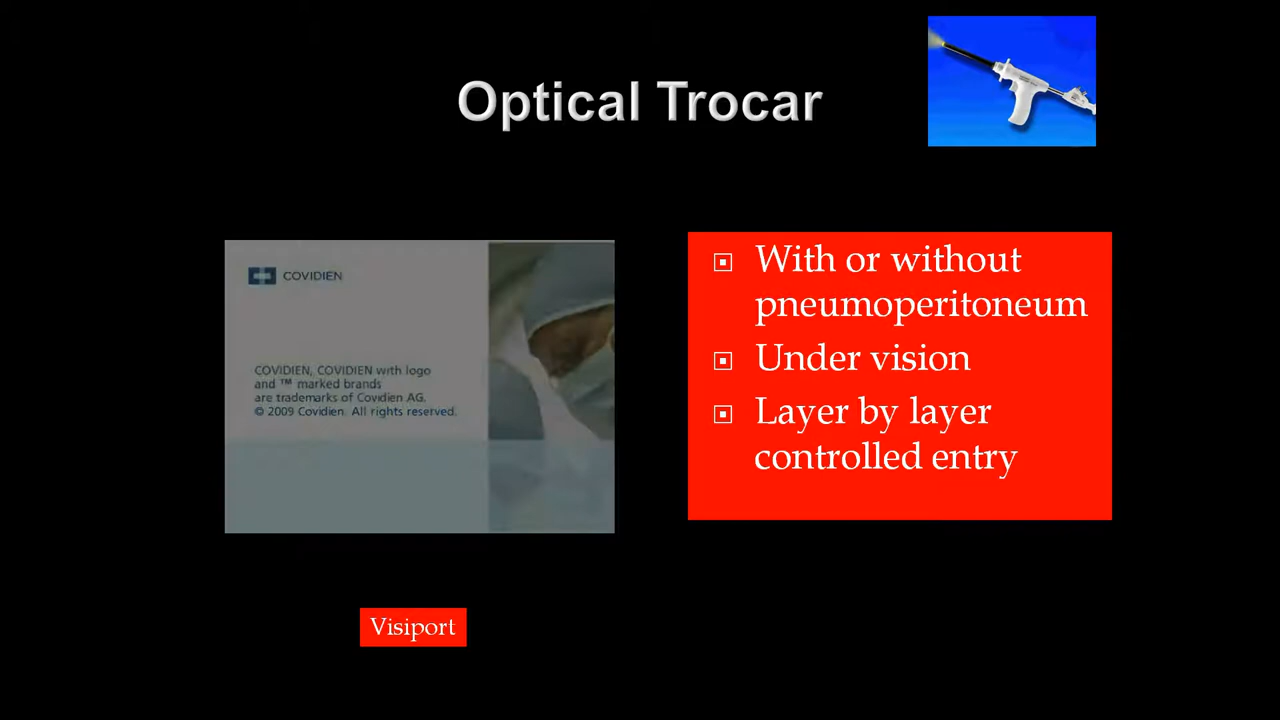 Optical Trocar
COVIDIEN
COVIDIEN, COVIDIEN with logo
and ™ marked brands
are trademarks of Covidien AG.
© 2009 Covidien. All rights reserved.
With or without
pneumoperitoneum
Under vision
Layer by layer
controlled entry
Visiport